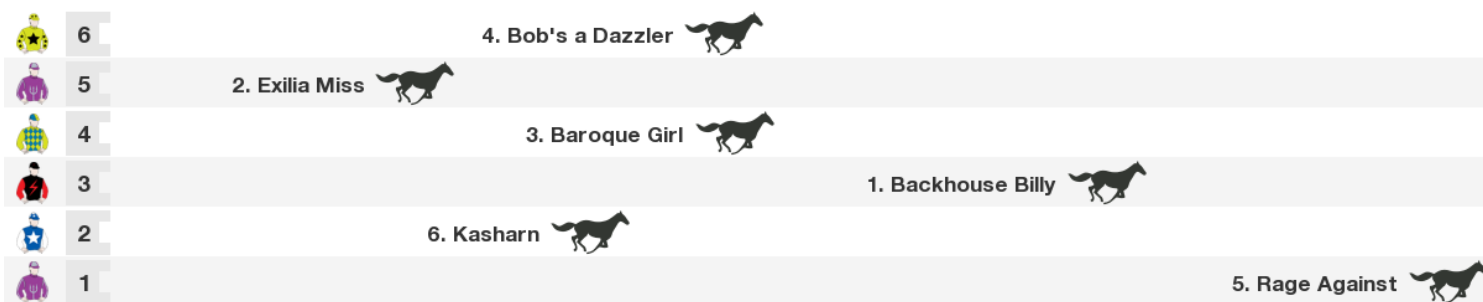 6 4. Bob's a Dazzler
5 2. Exilia Miss
4 3. Baroque Girl
3 1. Backhouse Billy
2 6. Kasharn
1 5. Rage Against